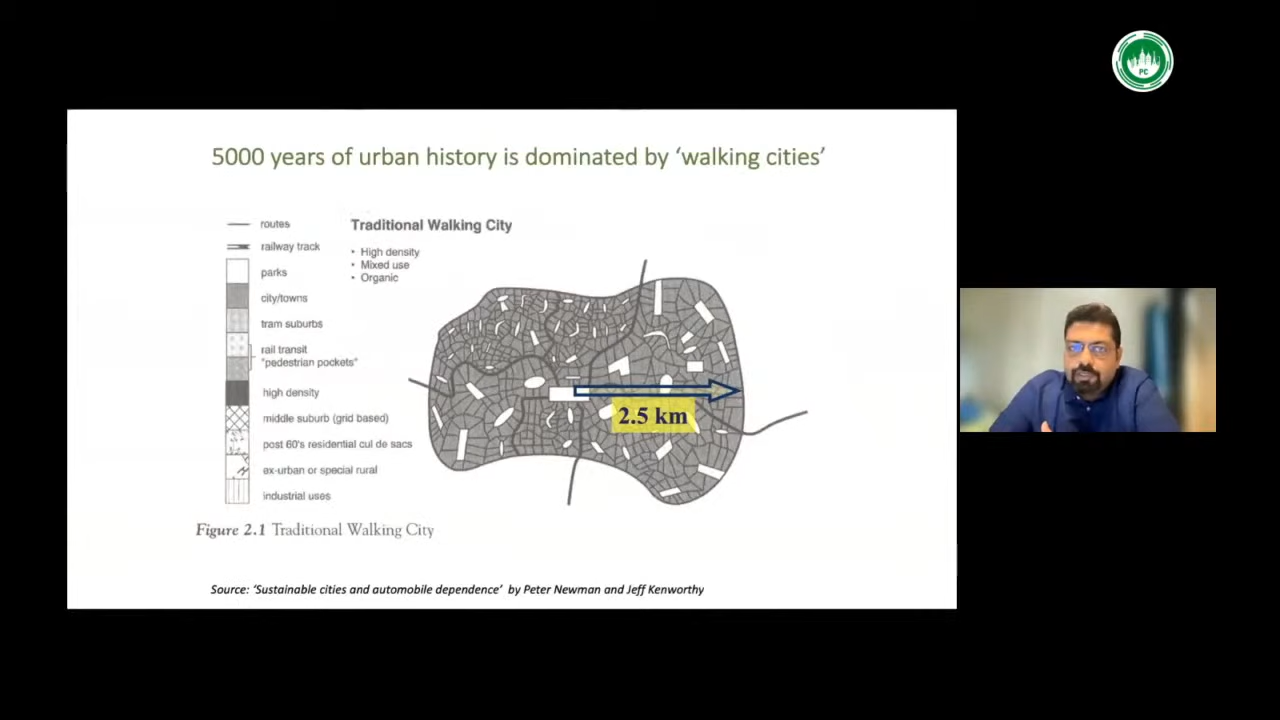 PC
5000 years of urban history is dominated by ‘walking cities’
routes
railway track
parks
city/towns
tram suburbs
rail transit
"pedestrian pockets"
high density
middle suburb (grid based)
post 60's residential cul de sacs
ex-urban or special rural
industrial uses
Traditional Walking City
• High density
• Mixed use
• Organic
2.5 km
Figure 2.1 Traditional Walking City
Source: ‘Sustainable cities and automobile dependence’ by Peter Newman and Jeff Kenworthy